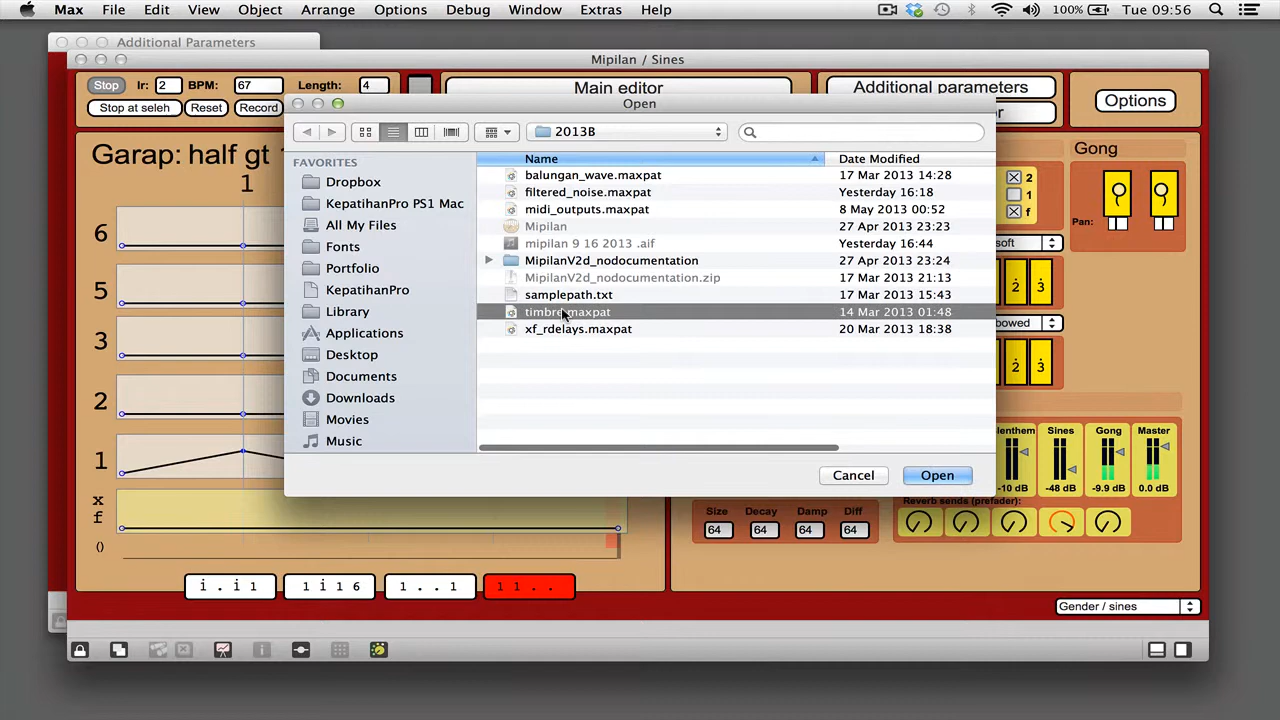 Max File Edit View Object Arrange Options Debug Window Extras Help 100% Tue 09:56
Additional Parameters
Mipilan / Sines
Stop Ir: 2 BPM: 67 Length: 4
Main editor
Additional parameters
Options
Stop at seleh Reset Record
r
Open
2013B
Garap: half gt
1
FAVORITES
Dropbox
KepatihanPro PS1 Mac
All My Files
Fonts
Portfolio
KepatihanPro
Library
Applications
Desktop
Documents
Downloads
Movies
Music
Name Date Modified
balungan_wave.maxpat 17 Mar 2013 14:28
filtered_noise.maxpat Yesterday 16:18
midi_outputs.maxpat 8 May 2013 00:52
Mipilan 27 Apr 2013 23:23
mipilan 9 16 2013 .aif Yesterday 16:44
MipilanV2d_nodocumentation 27 Apr 2013 23:24
MipilanV2d_nodocumentation.zip 17 Mar 2013 21:13
samplepath.txt 17 Mar 2013 15:43
timbre.maxpat 14 Mar 2013 01:48
xf_rdelays.maxpat 20 Mar 2013 18:38
Cancel Open
6
5
3
2
1
x
f
()
Gong
2
1
f
Pan:
soft
2̇ 3̇
bowed
2̇ 3̇
Sines Gong Master
-10 dB -48 dB -9.9 dB 0.0 dB
Reverb sends (prefader):
Size Decay Damp Diff
64 64 64 64
i . i 1
1 i 1 6
1 . . 1
1 1 . .
Gender / sines